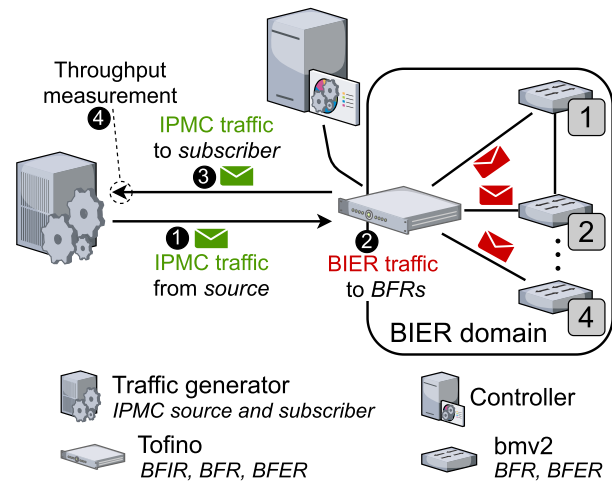 Throughput
measurement
4
IPMC traffic
to subscriber
3
1
IPMC traffic
from source
2
BIER traffic
to BFRs
1
2
4
BIER domain
Traffic generator
IPMC source and subscriber
Controller
Tofino
BFIR, BFR, BFER
bmv2
BFR, BFER